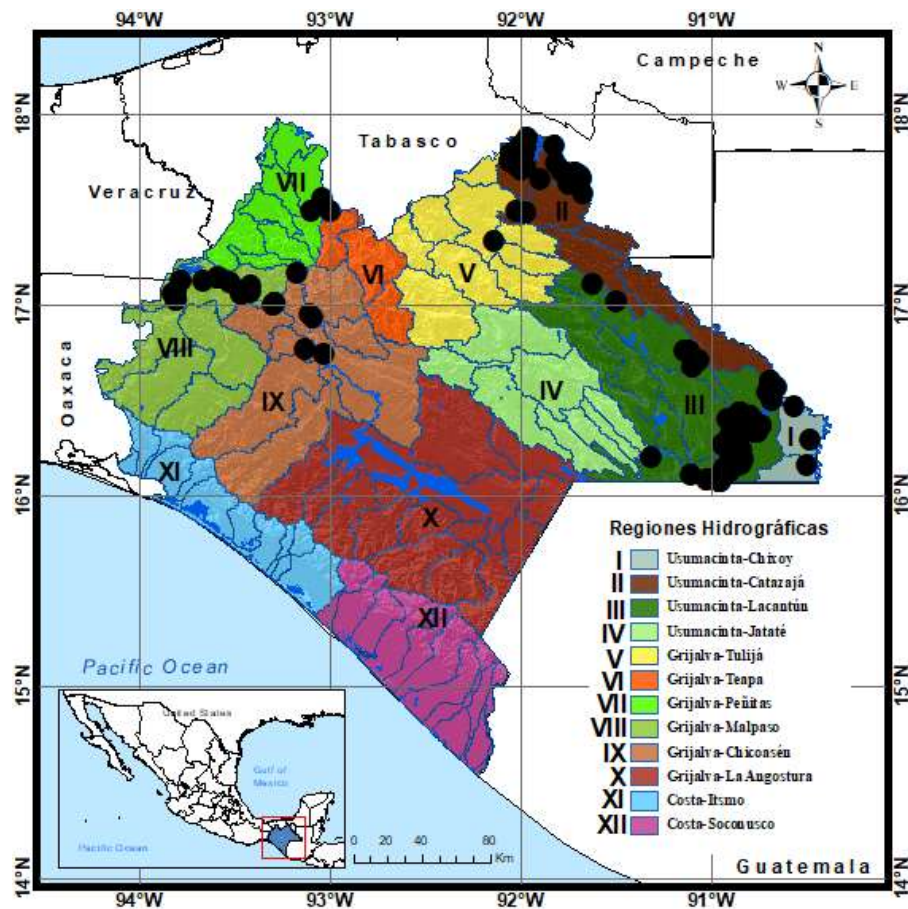 94°W 93°W 92°W 91°W
Campeche
N
W E
S
18°N 18°N
Tabasco
Veracruz
VII
II
VI
V
17°N 17°N
VIII
Oaxaca
IV
IX
III
I
XI
16°N 16°N
X
Regiones Hidrográficas
I Usumacinta-Chixoy
II Usumacinta-Catazajá
III Usumacinta-Lacantún
IV Usumacinta-Jataté
V Grijalva-Tulijá
VI Grijalva-Teapa
VII Grijalva-Peñitas
VIII Grijalva-Malpaso
IX Grijalva-Chicoasén
X Grijalva-La Angostura
XI Costa-Itsmo
XII Costa-Soconusco
XII
Pacific Ocean
15°N 15°N
United States
Gulf of
Mexico
Pacific Ocean
0 20 40 60 80
Km
Guatemala
14°N 14°N
94°W 93°W 92°W 91°W